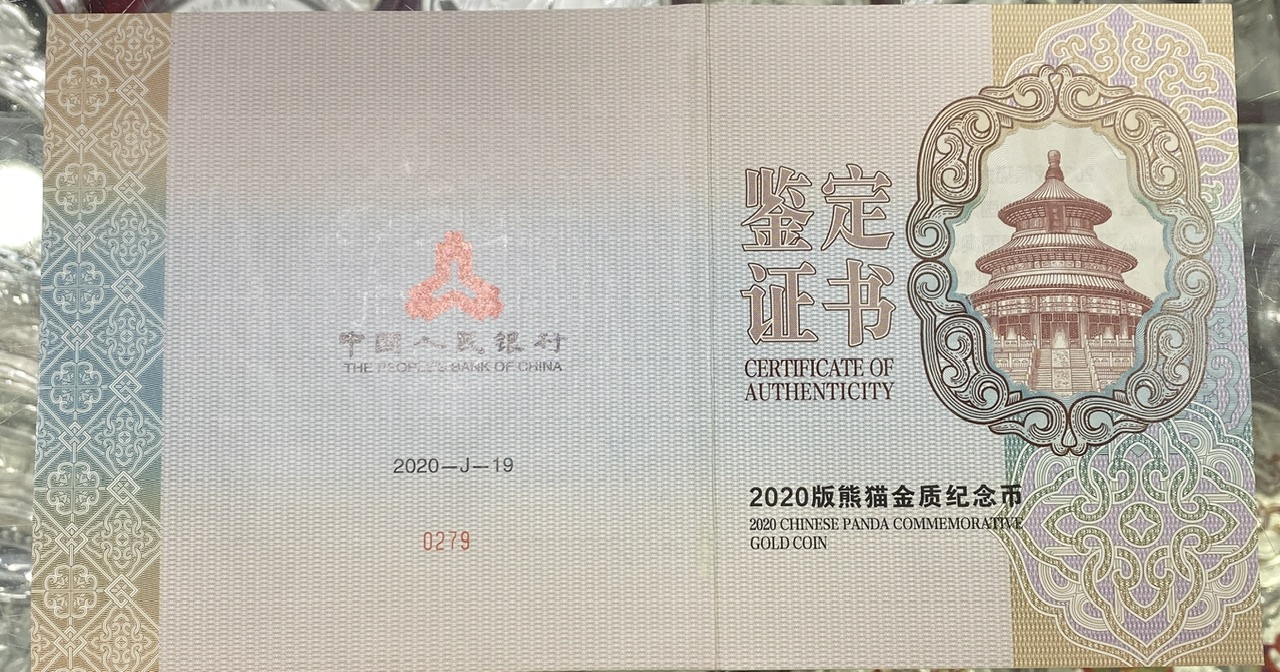 中国人民银行
THE PEOPLE'S BANK OF CHINA
2020—J—19
0279
鉴定
证书
CERTIFICATE OF
AUTHENTICITY
2020版熊猫金质纪念币
2020 CHINESE PANDA COMMEMORATIVE
GOLD COIN